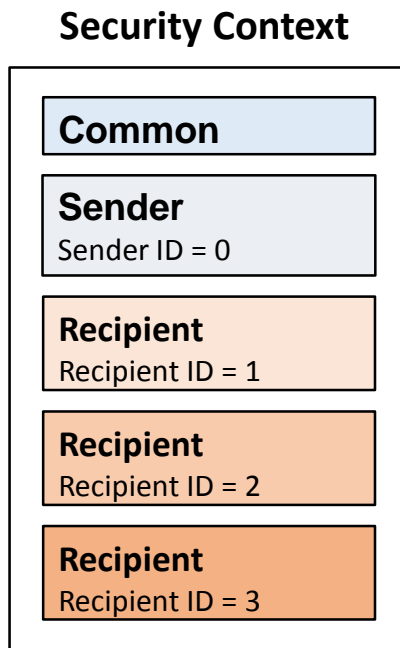 Security Context
Common
Sender
Sender ID = 0
Recipient
Recipient ID = 1
Recipient
Recipient ID = 2
Recipient
Recipient ID = 3